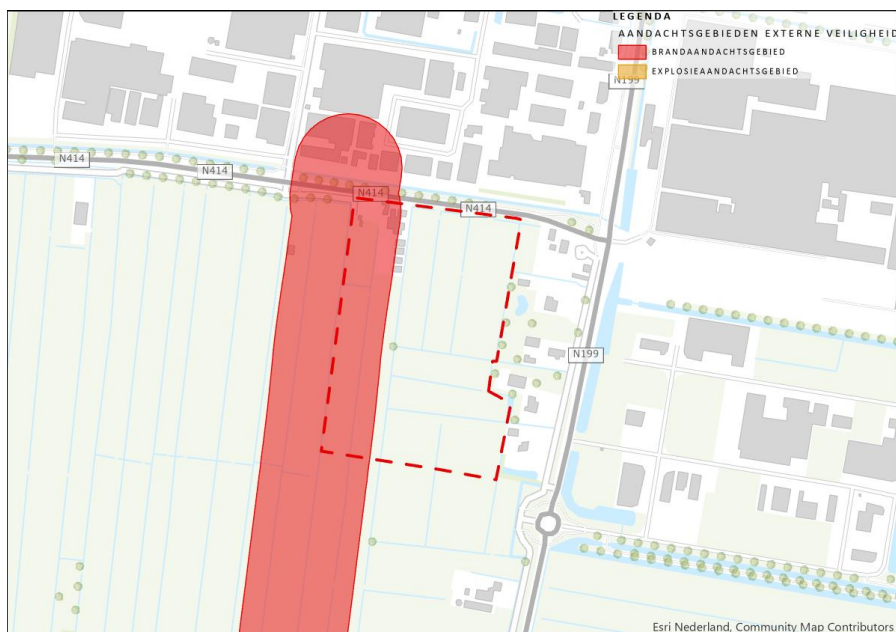 LEGENDA
AANDACHTSGEBIEDEN EXTERNE VEILIGHEID
BRANDAANDACHTSGEBIED
EXPLOSIEAANDACHTSGEBIED
N199
N414
N414
N414
N414
N199
Esri Nederland, Community Map Contributors